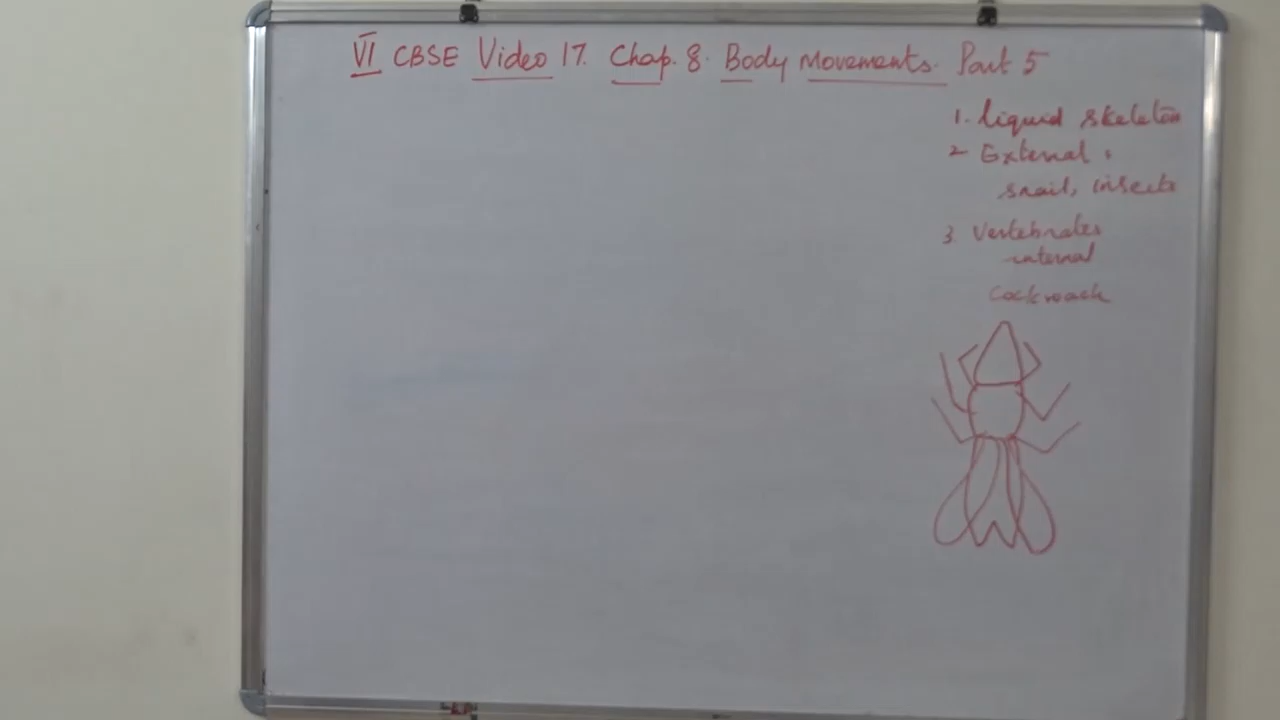 VI CBSE Video 17. Chap. 8. Body Movements. Part 5
1. liquid skeleton
2 External,
snail, insects
3. Vertebrates
internal
Cockroach